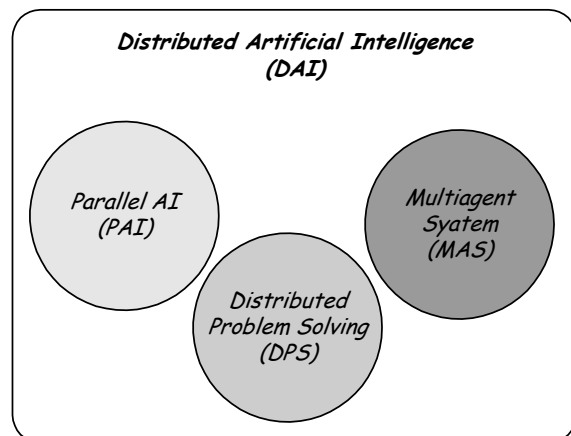 Distributed Artificial Intelligence
(DAI)
Parallel AI
(PAI)
Multiagent
Syatem
(MAS)
Distributed
Problem Solving
(DPS)